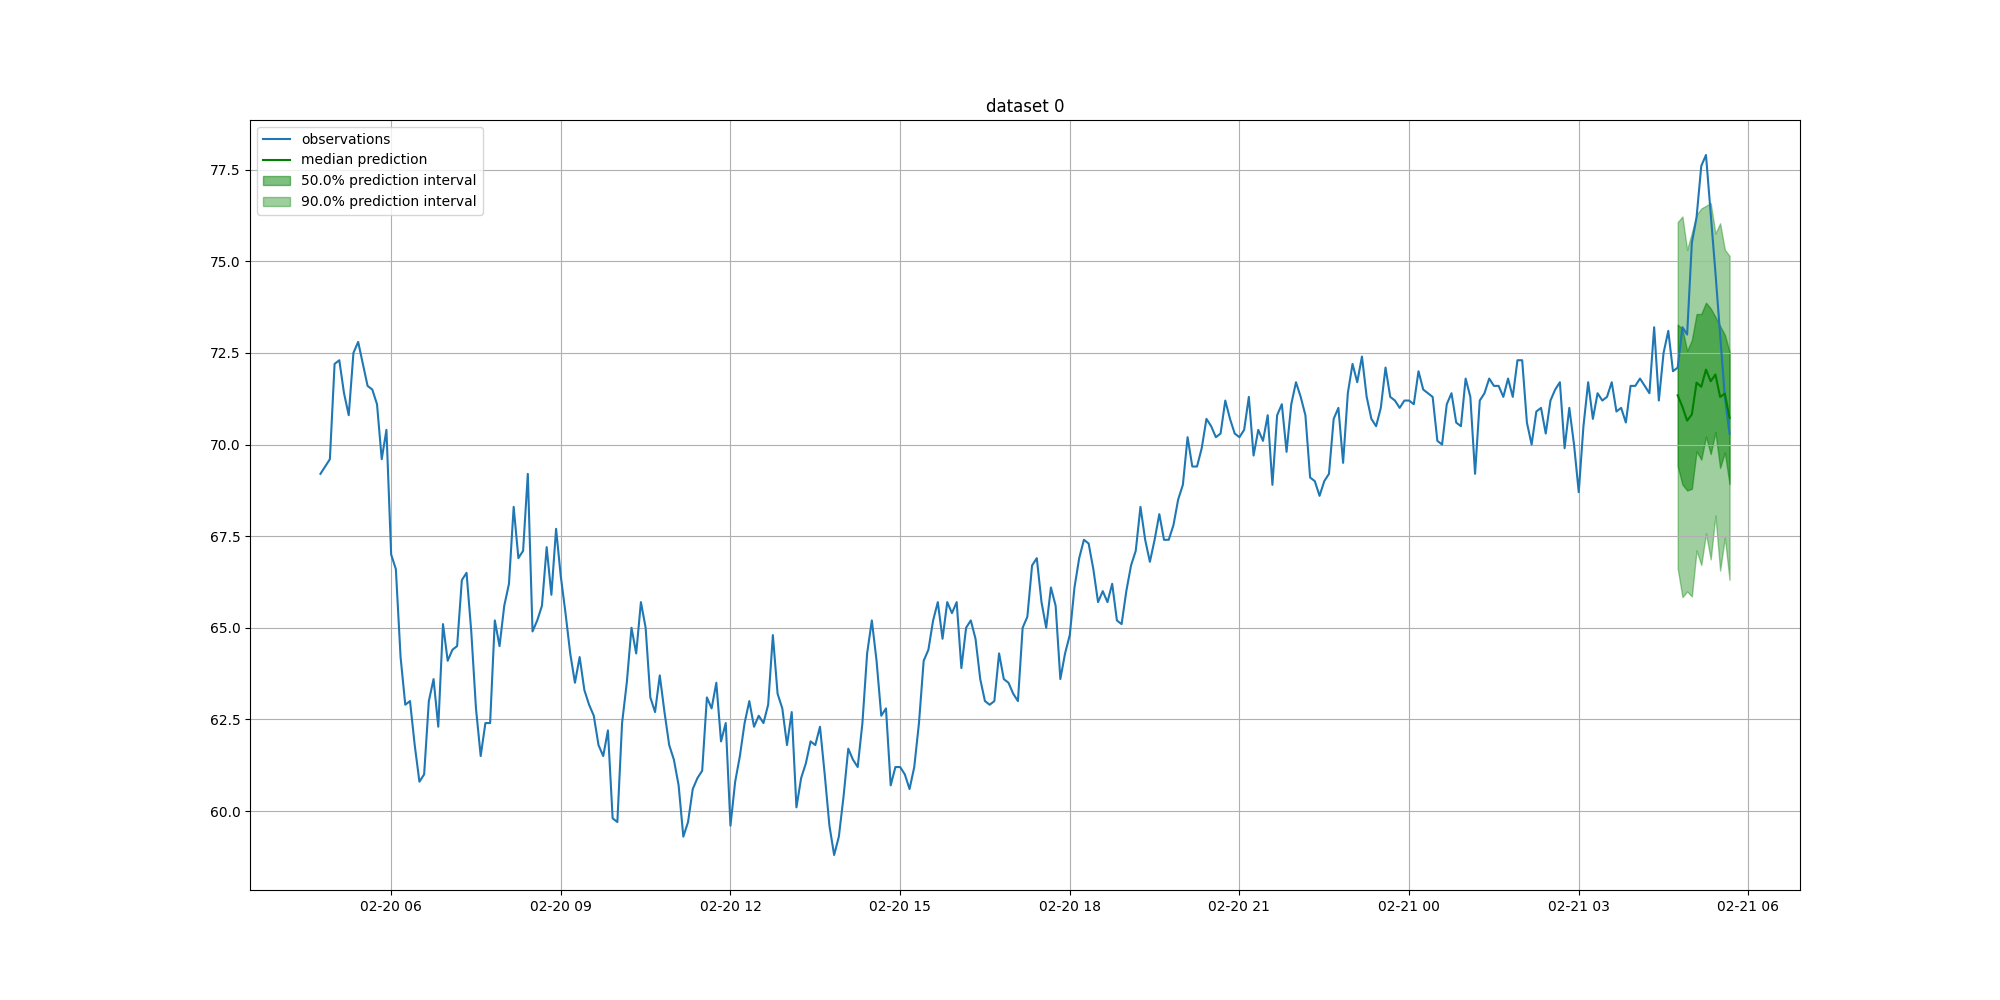 dataset 0
observations
median prediction
50.0% prediction interval
90.0% prediction interval
77.5
75.0
72.5
70.0
67.5
65.0
62.5
60.0
02-20 06 02-20 09 02-20 12 02-20 15 02-20 18 02-20 21 02-21 00 02-21 03 02-21 06